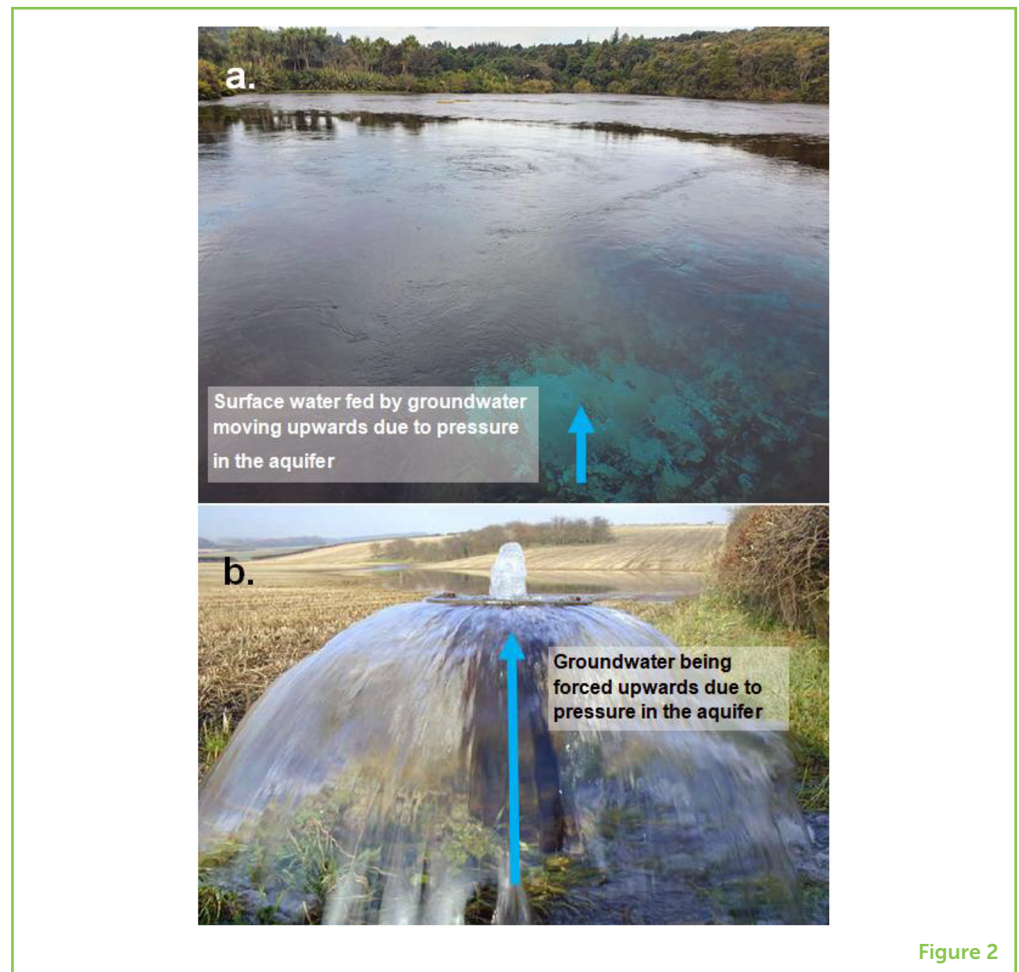 a.
Surface water fed by groundwater
moving upwards due to pressure
in the aquifer
b.
Groundwater being
forced upwards due to
pressure in the aquifer
Figure 2